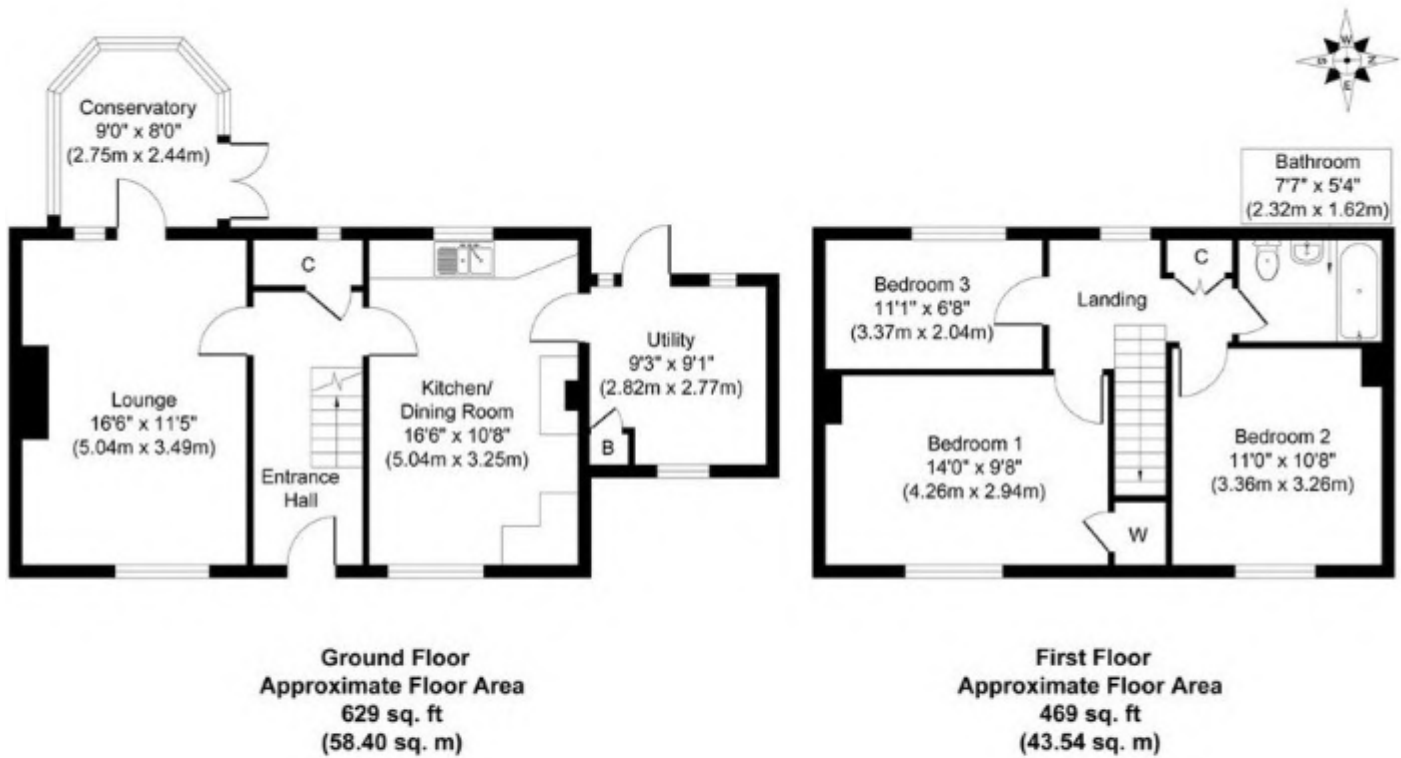 W
S
N
E
Conservatory
9'0" x 8'0"
(2.75m x 2.44m)
C
Lounge
16'6" x 11'5"
(5.04m x 3.49m)
Entrance
Hall
Kitchen/
Dining Room
16'6" x 10'8"
(5.04m x 3.25m)
Utility
9'3" x 9'1"
(2.82m x 2.77m)
B
Ground Floor
Approximate Floor Area
629 sq. ft
(58.40 sq. m)
Bathroom
7'7" x 5'4"
(2.32m x 1.62m)
Bedroom 3
11'1" x 6'8"
(3.37m x 2.04m)
Landing
C
Bedroom 1
14'0" x 9'8"
(4.26m x 2.94m)
W
Bedroom 2
11'0" x 10'8"
(3.36m x 3.26m)
First Floor
Approximate Floor Area
469 sq. ft
(43.54 sq. m)